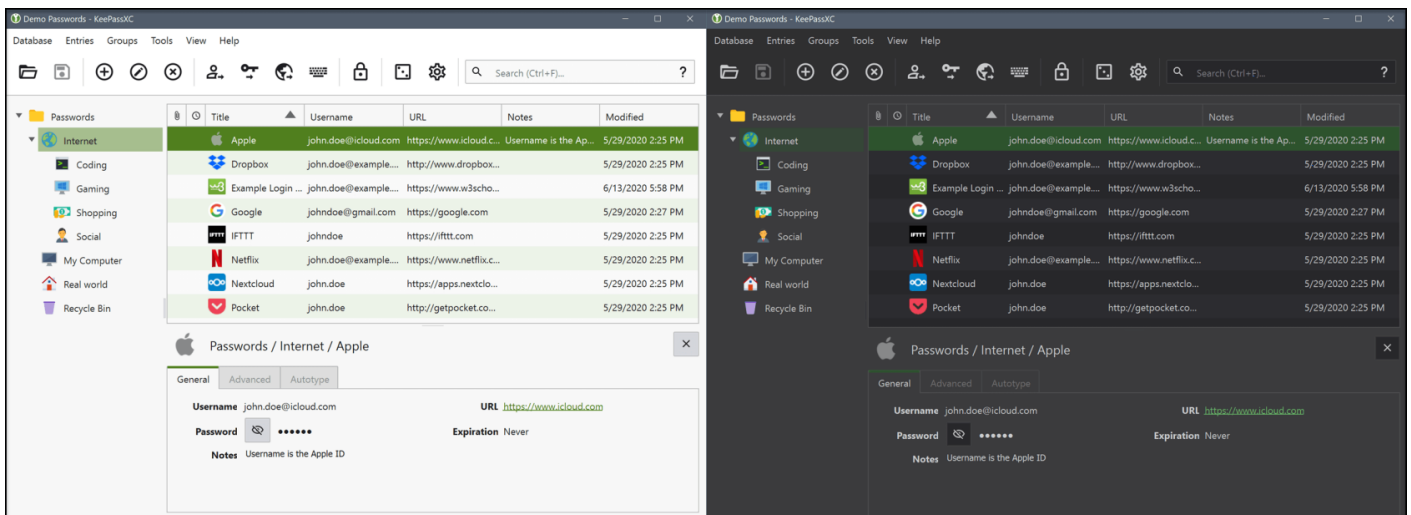 Demo Passwords - KeePassXC
Database Entries Groups Tools View Help
Search (Ctrl+F)... ?
Passwords
Internet
Coding
Gaming
Shopping
Social
My Computer
Real world
Recycle Bin
Title Username URL Notes Modified
Apple john.doe@icloud.com https://www.icloud.c... Username is the Ap... 5/29/2020 2:25 PM
Dropbox john.doe@example.... http://www.dropbox... 5/29/2020 2:25 PM
Example Login ... john.doe@example.... https://www.w3scho... 6/13/2020 5:58 PM
Google johndoe@gmail.com https://google.com 5/29/2020 2:27 PM
IFTTT IFTTT johndoe https://ifttt.com 5/29/2020 2:25 PM
Netflix john.doe@example.... https://www.netflix.c... 5/29/2020 2:25 PM
Nextcloud john.doe https://apps.nextclo... 5/29/2020 2:25 PM
Pocket john.doe http://getpocket.co... 5/29/2020 2:25 PM
Passwords / Internet / Apple
General Advanced Autotype
Username john.doe@icloud.com URL https://www.icloud.com
Password ●●●●●● Expiration Never
Notes Username is the Apple ID
Demo Passwords - KeePassXC
Database Entries Groups Tools View Help
Search (Ctrl+F)... ?
Passwords
Internet
Coding
Gaming
Shopping
Social
My Computer
Real world
Recycle Bin
Title Username URL Notes Modified
Apple john.doe@icloud.com https://www.icloud.c... Username is the Ap... 5/29/2020 2:25 PM
Dropbox john.doe@example.... http://www.dropbox... 5/29/2020 2:25 PM
Example Login ... john.doe@example.... https://www.w3scho... 6/13/2020 5:58 PM
Google johndoe@gmail.com https://google.com 5/29/2020 2:27 PM
IFTTT IFTTT johndoe https://ifttt.com 5/29/2020 2:25 PM
Netflix john.doe@example.... https://www.netflix.c... 5/29/2020 2:25 PM
Nextcloud john.doe https://apps.nextclo... 5/29/2020 2:25 PM
Pocket john.doe http://getpocket.co... 5/29/2020 2:25 PM
Passwords / Internet / Apple
General Advanced Autotype
Username john.doe@icloud.com URL https://www.icloud.com
Password ●●●●●● Expiration Never
Notes Username is the Apple ID